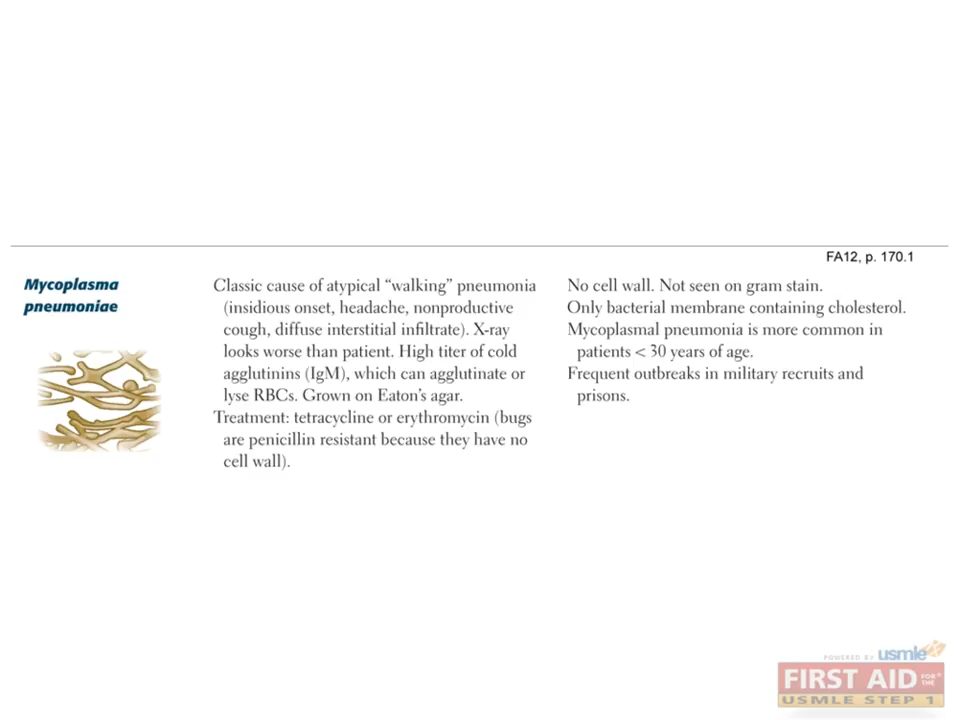 FA12, p. 170.1
Mycoplasma
pneumoniae
Classic cause of atypical “walking” pneumonia
(insidious onset, headache, nonproductive
cough, diffuse interstitial infiltrate). X-ray
looks worse than patient. High titer of cold
agglutinins (IgM), which can agglutinate or
lyse RBCs. Grown on Eaton’s agar.
Treatment: tetracycline or erythromycin (bugs
are penicillin resistant because they have no
cell wall).
No cell wall. Not seen on gram stain.
Only bacterial membrane containing cholesterol.
Mycoplasmal pneumonia is more common in
patients < 30 years of age.
Frequent outbreaks in military recruits and
prisons.
POWERED BY usmle
FIRST AID FOR THE
USMLE STEP 1